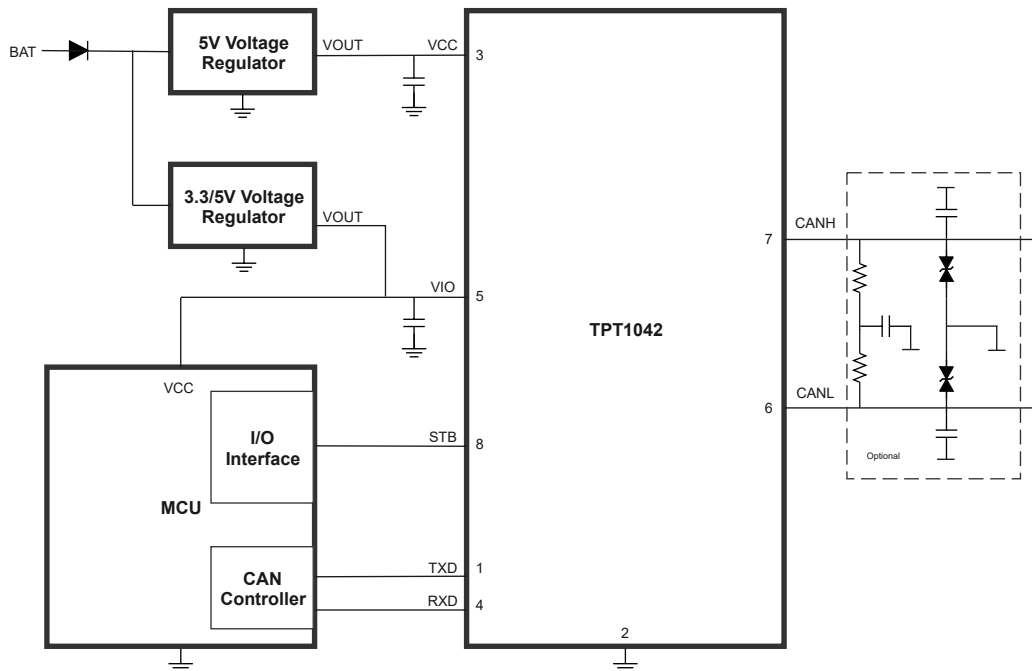 BAT
5V Voltage
Regulator
VOUT
VCC
3
3.3/5V Voltage
Regulator
VOUT
VIO
5
TPT1042
7
CANH
6
CANL
Optional
VCC
I/O
Interface
STB
8
MCU
CAN
Controller
TXD
1
RXD
4
2